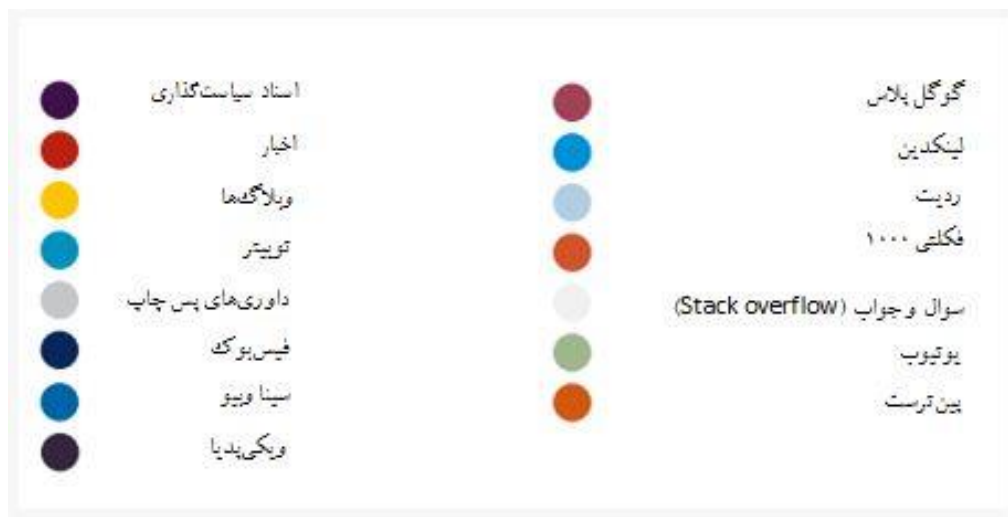 گوگل پلاس
لینکدین
ردیت
فکلتی ۱۰۰۰
سوال و جواب (Stack overflow)
یوتیوب
پین ترست
اسناد سیاست‌گذاری
اخبار
وبلاگ‌ها
توییتر
داوری‌های پس چاپ
فیس‌بوک
سینا ویبو
ویکی‌پدیا